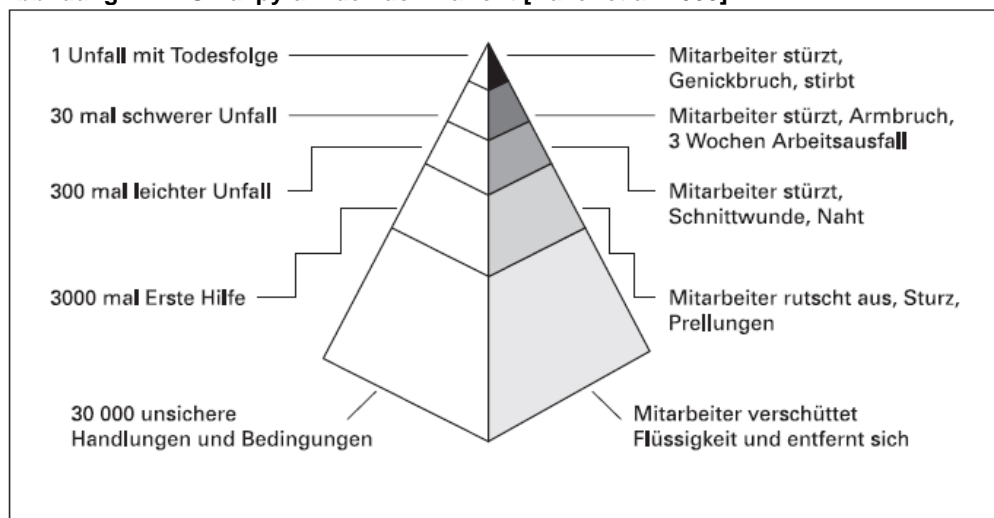 1 Unfall mit Todesfolge
30 mal schwerer Unfall
300 mal leichter Unfall
3000 mal Erste Hilfe
30 000 unsichere
Handlungen und Bedingungen
Mitarbeiter stürzt,
Genickbruch, stirbt
Mitarbeiter stürzt, Armbruch,
3 Wochen Arbeitsausfall
Mitarbeiter stürzt,
Schnittwunde, Naht
Mitarbeiter rutscht aus, Sturz,
Prellungen
Mitarbeiter verschüttet
Flüssigkeit und entfernt sich